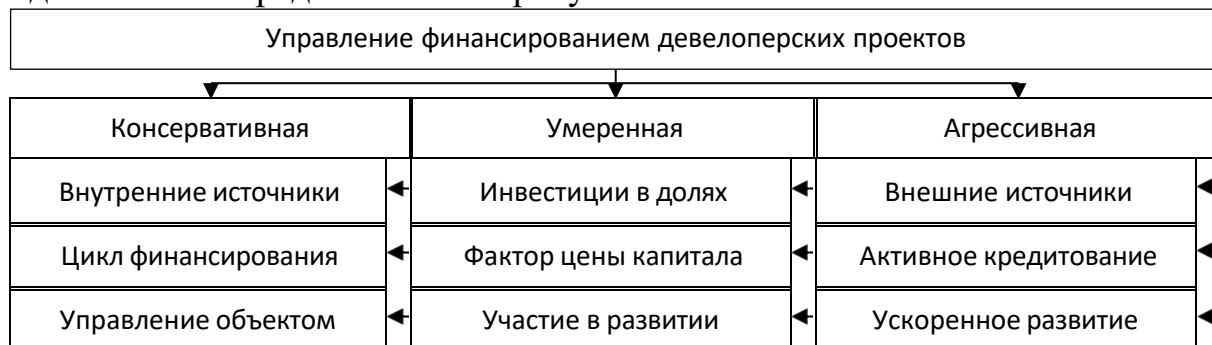 Управление финансированием девелоперских проектов
Консервативная Умеренная Агрессивная
Внутренние источники Инвестиции в долях Внешние источники
Цикл финансирования Фактор цены капитала Активное кредитование
Управление объектом Участие в развитии Ускоренное развитие